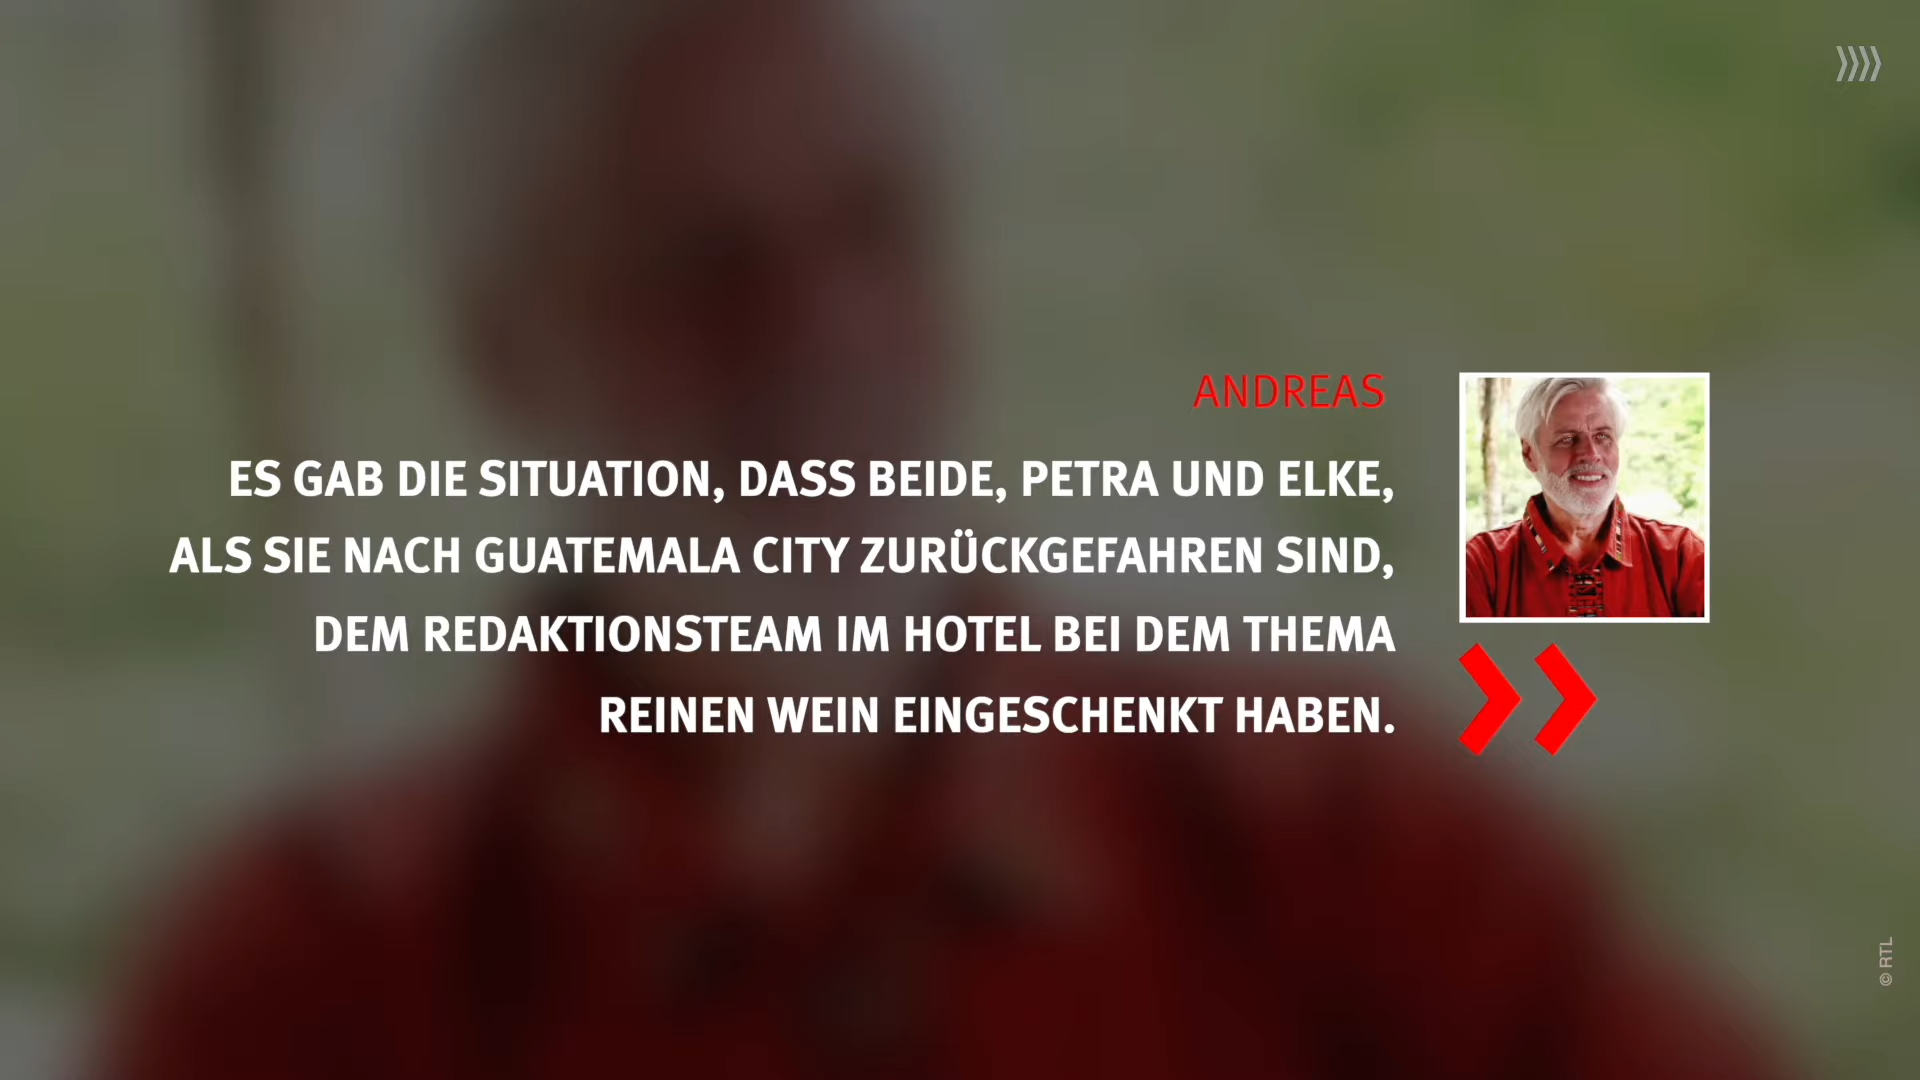 ANDREAS
ES GAB DIE SITUATION, DASS BEIDE, PETRA UND ELKE,
ALS SIE NACH GUATEMALA CITY ZURÜCKGEFAHREN SIND,
DEM REDAKTIONSTEAM IM HOTEL BEI DEM THEMA
REINEN WEIN EINGESCHENKT HABEN.
© RTL